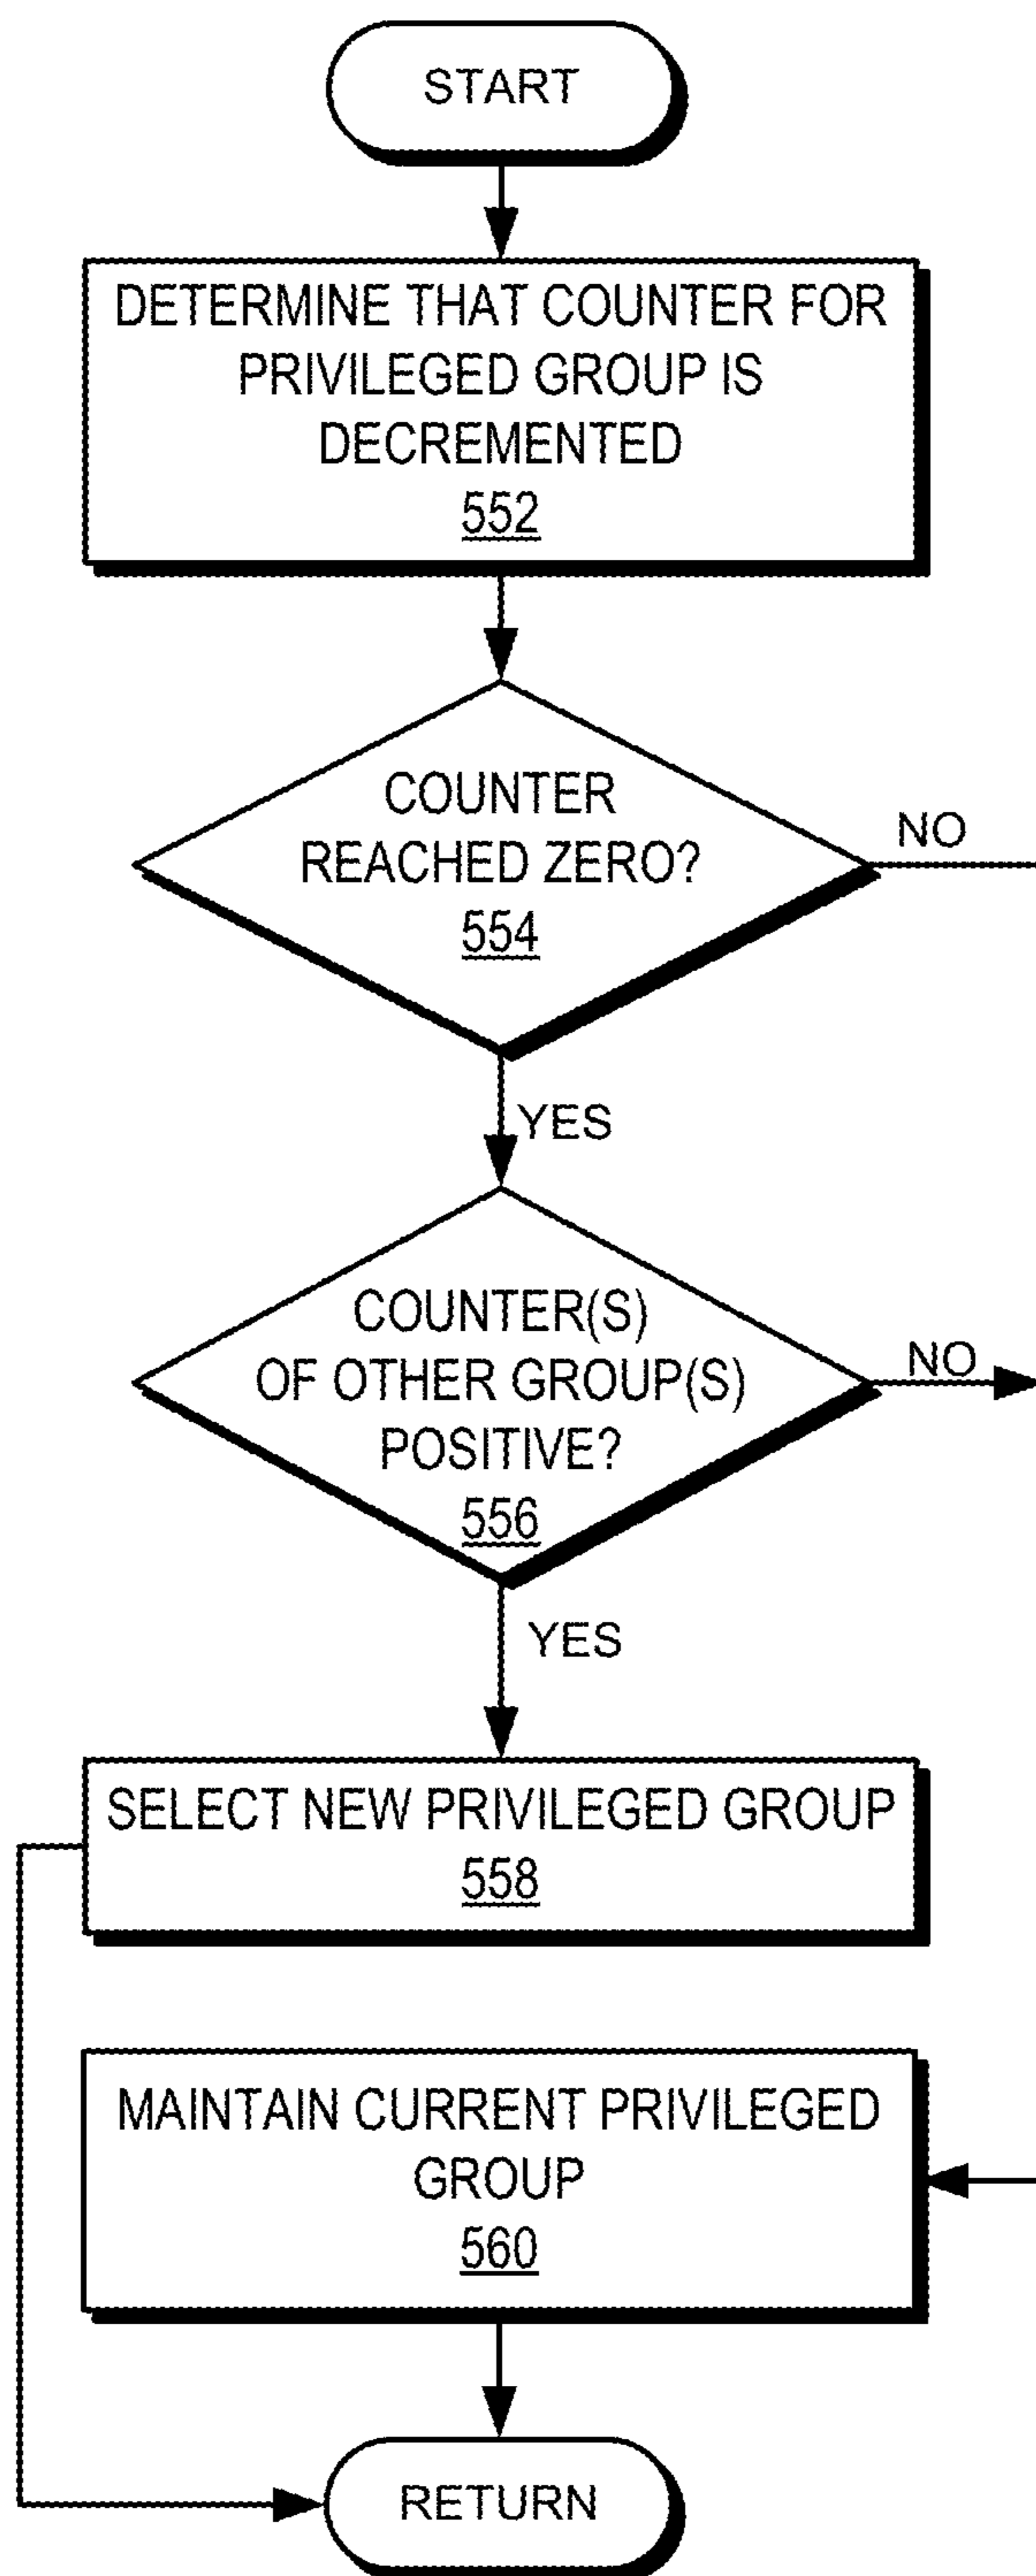 START
DETERMINE THAT COUNTER FOR
PRIVILEGED GROUP IS
DECREMENTED
552
COUNTER
REACHED ZERO?
554
NO
YES
COUNTER(S)
OF OTHER GROUP(S)
POSITIVE?
556
NO
YES
SELECT NEW PRIVILEGED GROUP
558
MAINTAIN CURRENT PRIVILEGED
GROUP
560
RETURN